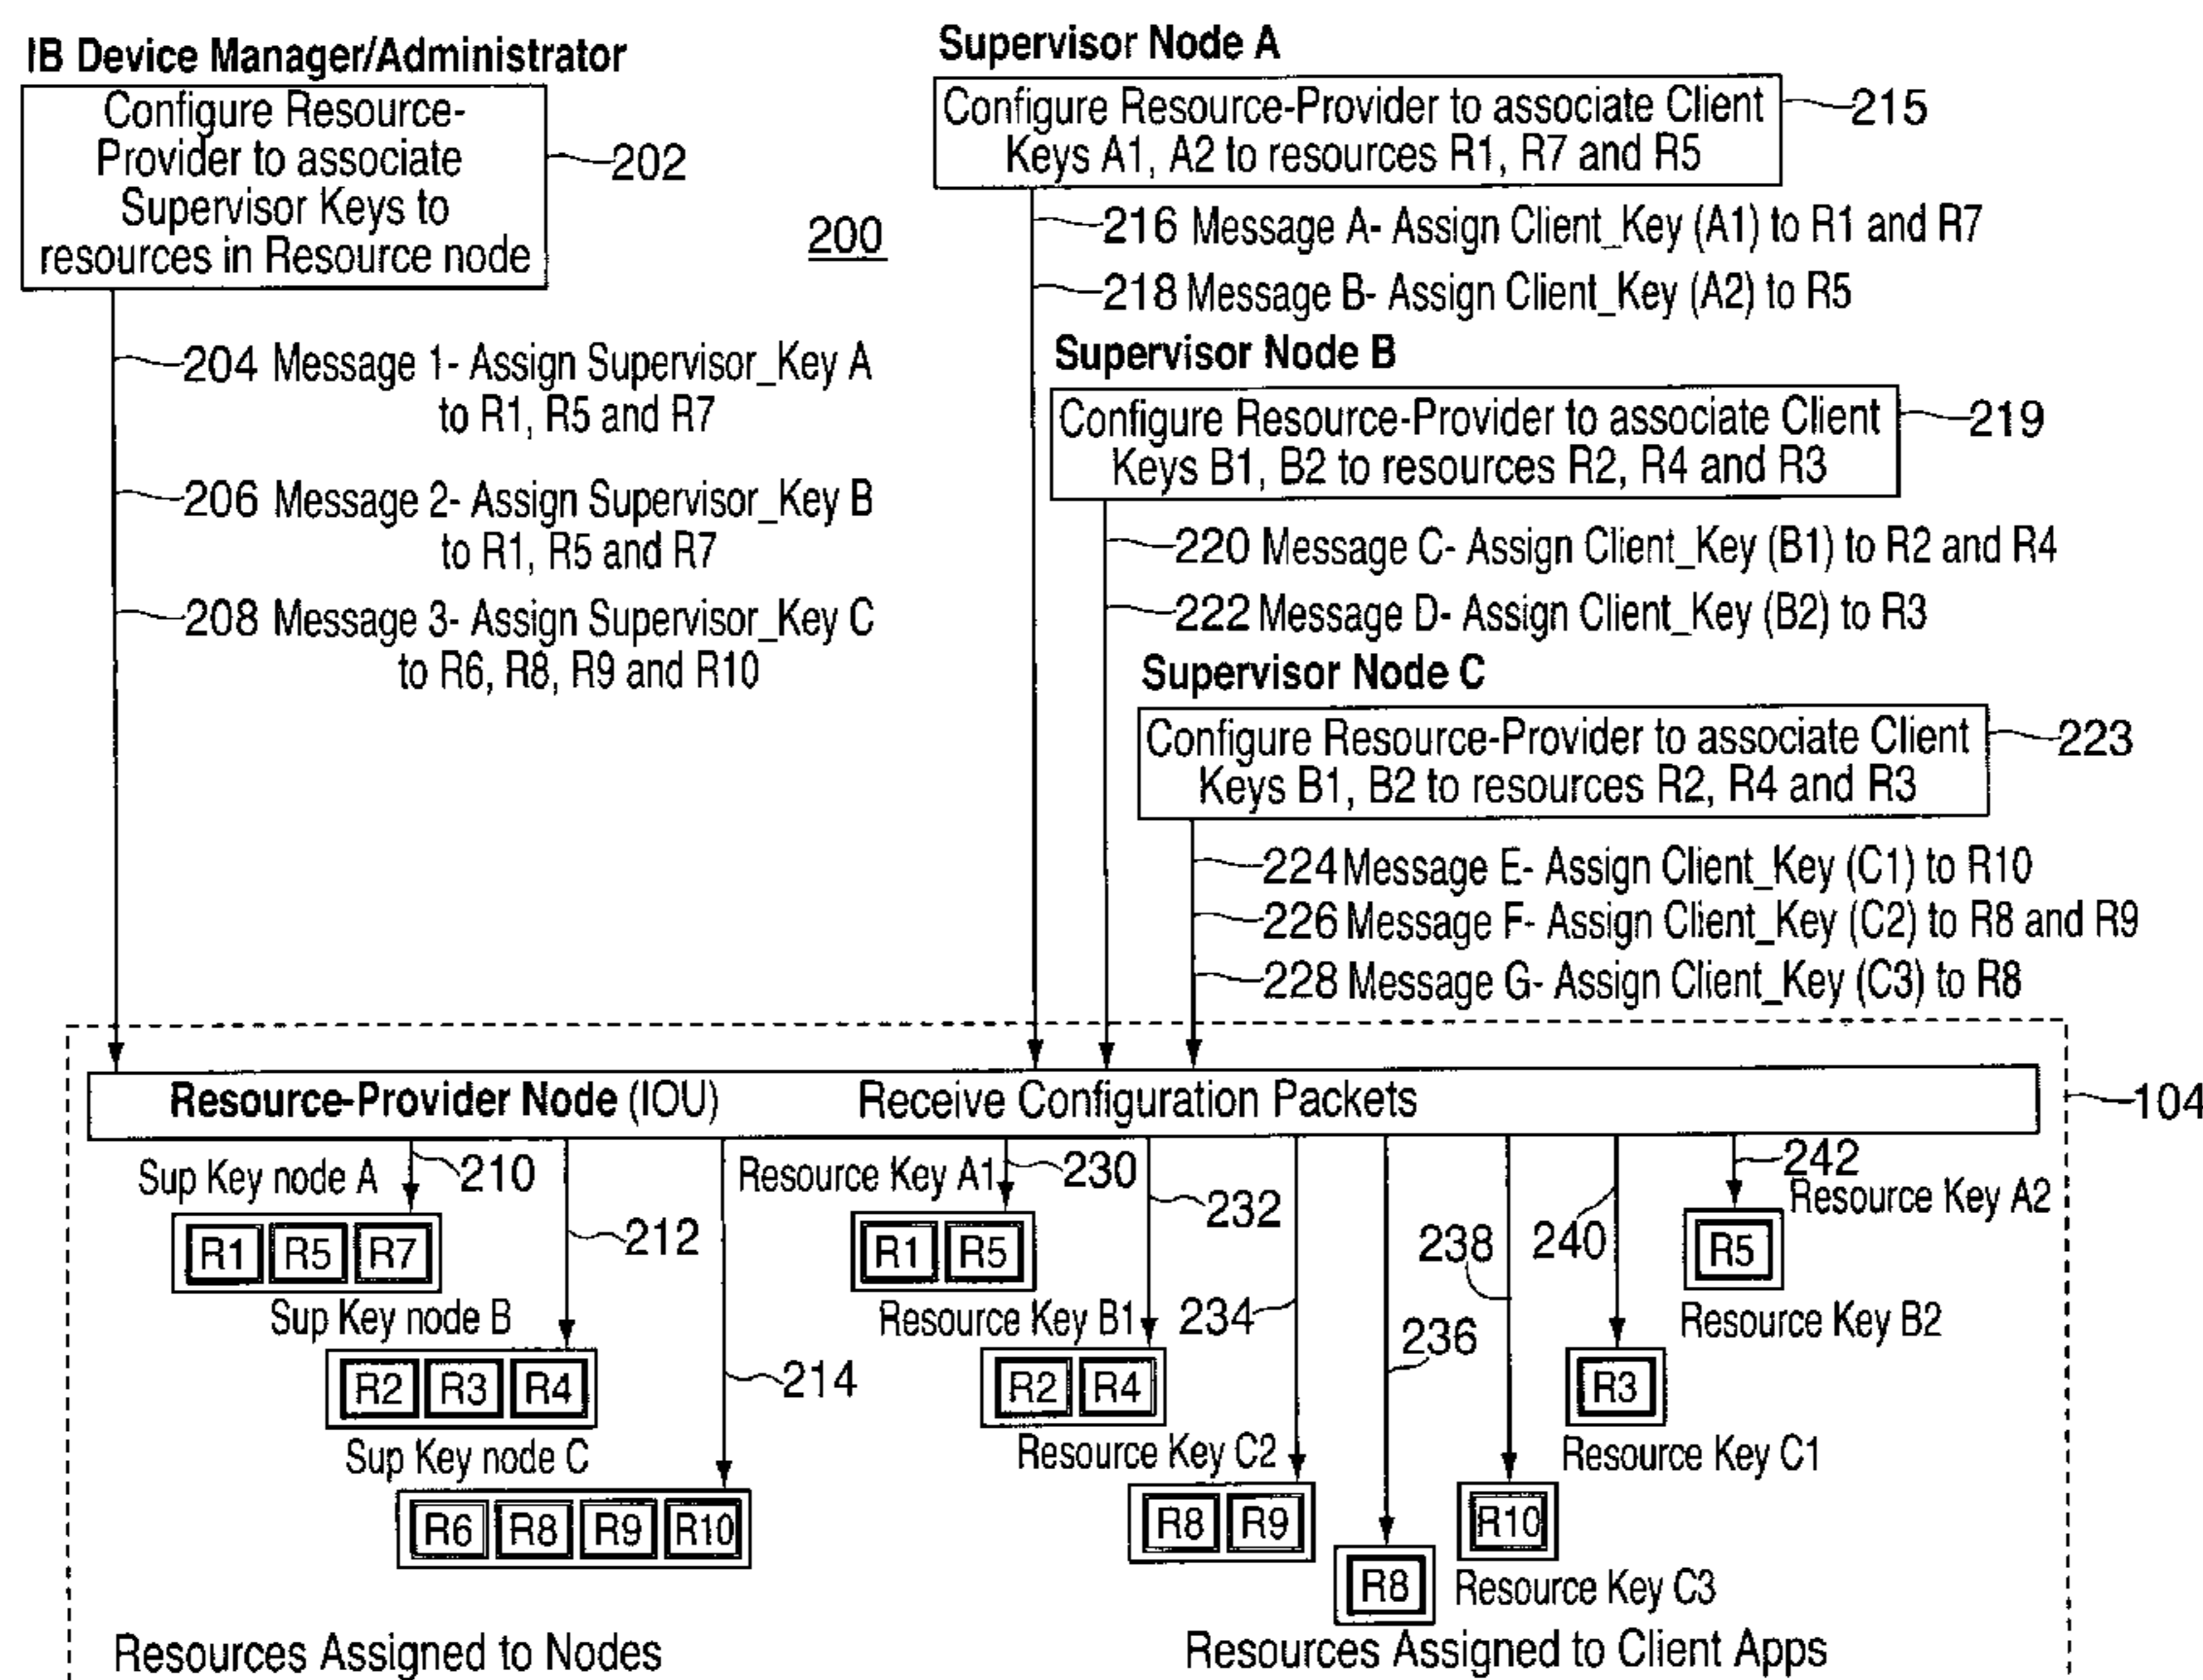 IB Device Manager/Administrator
Configure Resource-
Provider to associate
Supervisor Keys to
resources in Resource node
202
200
204 Message 1- Assign Supervisor_Key A
to R1, R5 and R7
206 Message 2- Assign Supervisor_Key B
to R1, R5 and R7
208 Message 3- Assign Supervisor_Key C
to R6, R8, R9 and R10
Supervisor Node A
Configure Resource-Provider to associate Client
Keys A1, A2 to resources R1, R7 and R5
215
216 Message A- Assign Client_Key (A1) to R1 and R7
218 Message B- Assign Client_Key (A2) to R5
Supervisor Node B
Configure Resource-Provider to associate Client
Keys B1, B2 to resources R2, R4 and R3
219
220 Message C- Assign Client_Key (B1) to R2 and R4
222 Message D- Assign Client_Key (B2) to R3
Supervisor Node C
Configure Resource-Provider to associate Client
Keys B1, B2 to resources R2, R4 and R3
223
224 Message E- Assign Client_Key (C1) to R10
226 Message F- Assign Client_Key (C2) to R8 and R9
228 Message G- Assign Client_Key (C3) to R8
Resource-Provider Node (IOU) Receive Configuration Packets
104
Sup Key node A
210
R1 R5 R7
212
Sup Key node B
R2 R3 R4
214
Sup Key node C
R6 R8 R9 R10
Resources Assigned to Nodes
Resource Key A1
230
R1 R5
232
Resource Key B1
R2 R4
234
Resource Key C2
R8 R9
236
R8
Resource Key C3
238
R10
Resource Key C1
240
R3
Resource Key B2
242
Resource Key A2
R5
Resources Assigned to Client Apps